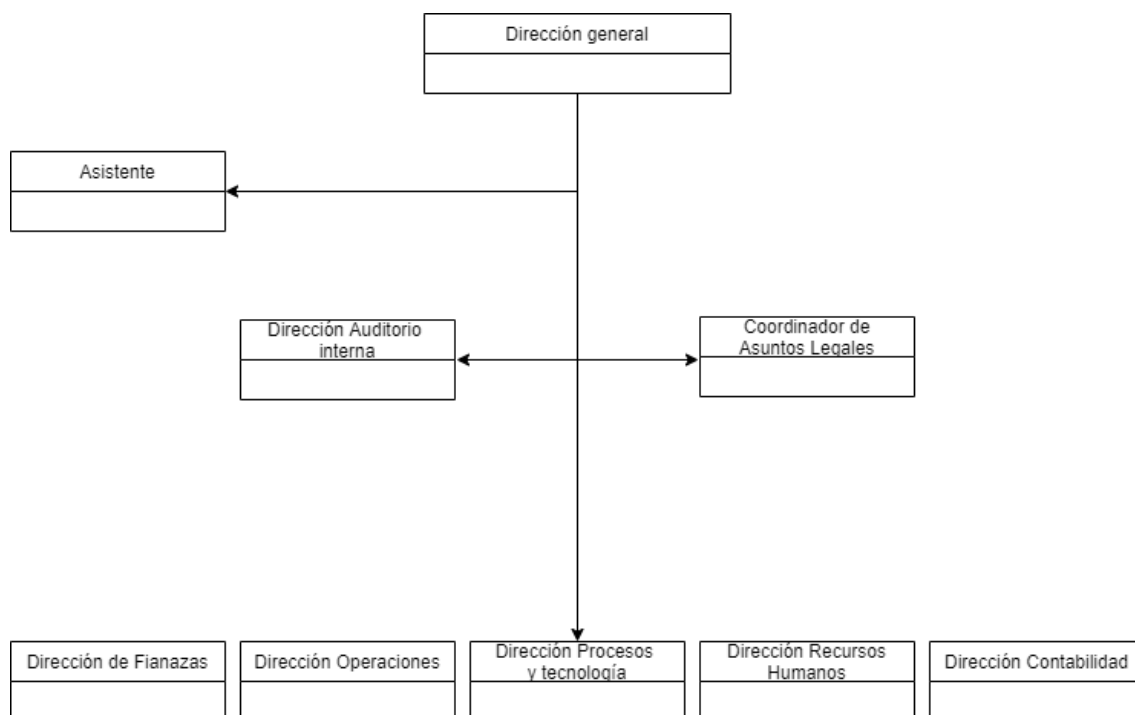 Dirección general
Asistente
Dirección Auditorio
interna
Coordinador de
Asuntos Legales
Dirección de Fianazas
Dirección Operaciones
Dirección Procesos
y tecnología
Dirección Recursos
Humanos
Dirección Contabilidad